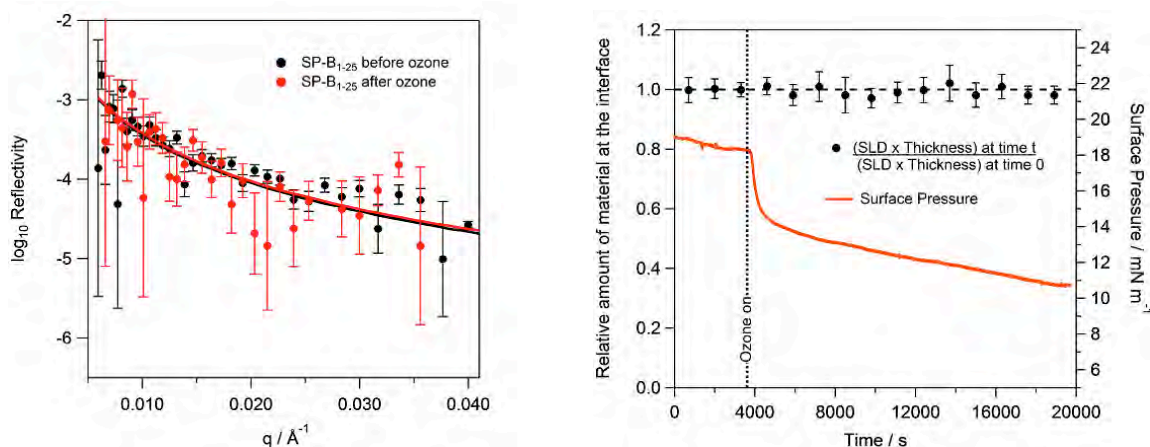 -2
-3
-4
-5
-6
log10 Reflectivity
SP-B1-25 before ozone
SP-B1-25 after ozone
0.010
0.020
0.030
0.040
q / Å-1
1.2
1.0
0.8
0.6
0.4
0.2
0.0
Relative amount of material at the interface
Ozone on
(SLD x Thickness) at time t
(SLD x Thickness) at time 0
Surface Pressure
24
22
20
18
16
14
12
10
8
6
Surface Pressure / mN m-1
0
4000
8000
12000
16000
20000
Time / s